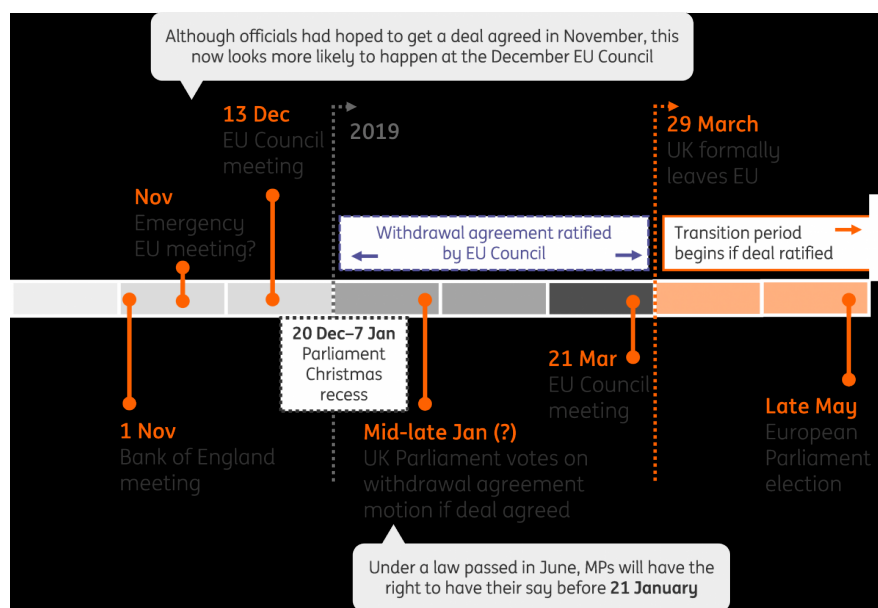 Although officials had hoped to get a deal agreed in November, this
now looks more likely to happen at the December EU Council
13 Dec
EU Council
meeting
2019
29 March
UK formally
leaves EU
Nov
Emergency
EU meeting?
Withdrawal agreement ratified
by EU Council
Transition period
begins if deal ratified
20 Dec–7 Jan
Parliament
Christmas
recess
21 Mar
EU Council
meeting
1 Nov
Bank of England
meeting
Mid-late Jan (?)
UK Parliament votes on
withdrawal agreement
motion if deal agreed
Late May
European
Parliament
election
Under a law passed in June, MPs will have the
right to have their say before 21 January